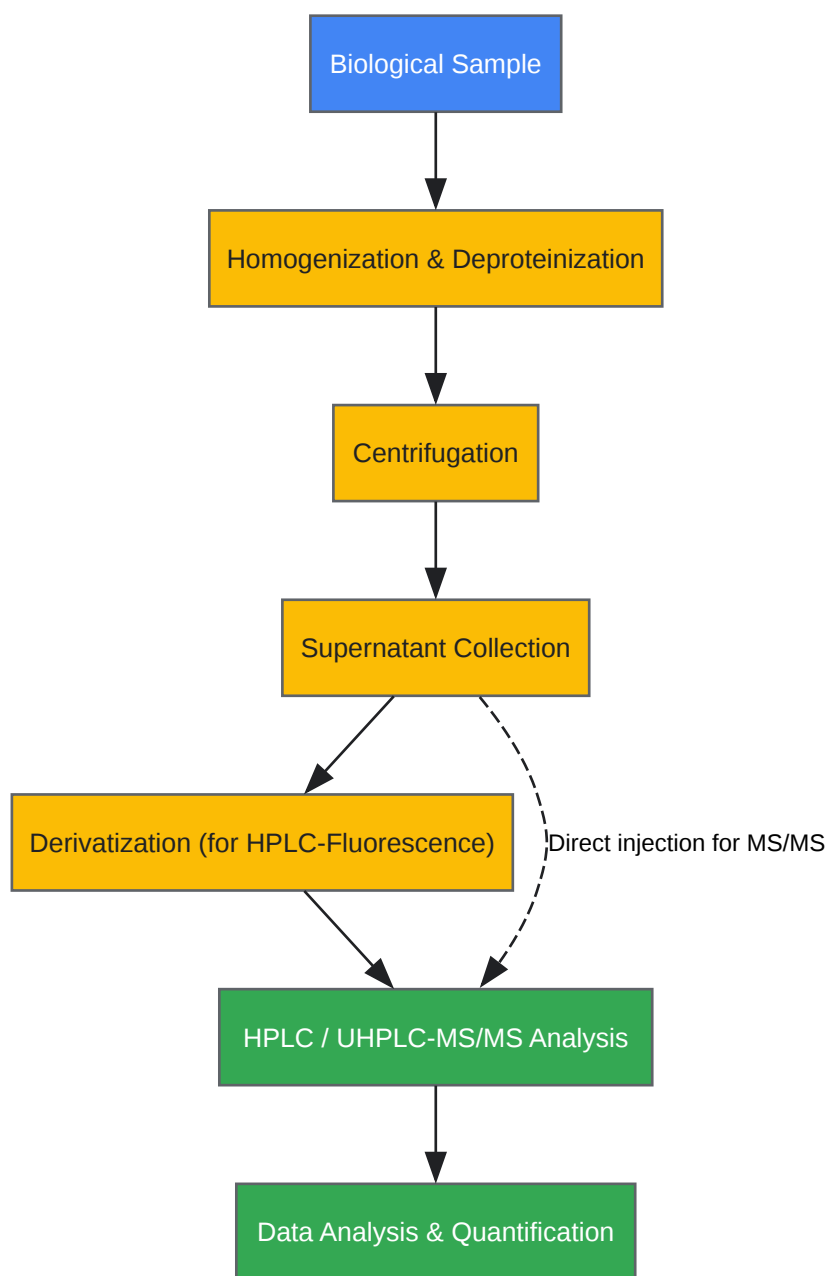 Biological Sample
Homogenization & Deproteinization
Centrifugation
Supernatant Collection
Derivatization (for HPLC-Fluorescence)
Direct injection for MS/MS
HPLC / UHPLC-MS/MS Analysis
Data Analysis & Quantification